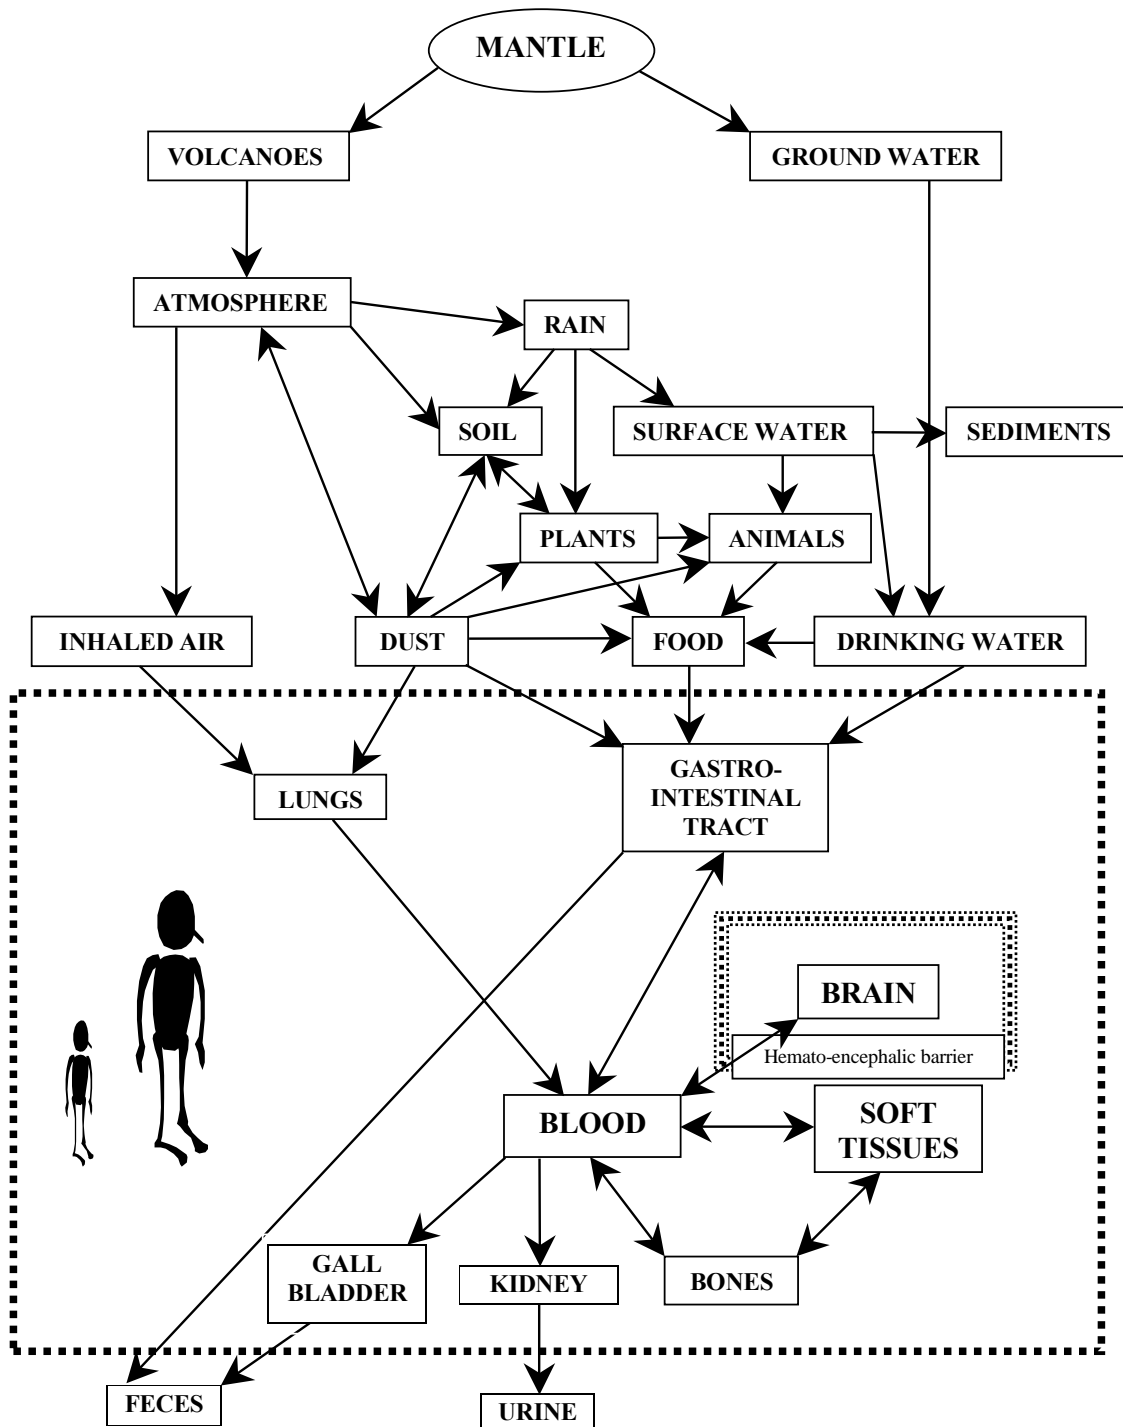 MANTLE
VOLCANOES
GROUND WATER
ATMOSPHERE
RAIN
SOIL
SURFACE WATER
SEDIMENTS
PLANTS
ANIMALS
INHALED AIR
DUST
FOOD
DRINKING WATER
LUNGS
GASTRO-
INTESTINAL
TRACT
BRAIN
Hemato-encephalic barrier
BLOOD
SOFT
TISSUES
GALL
BLADDER
KIDNEY
BONES
FECES
URINE